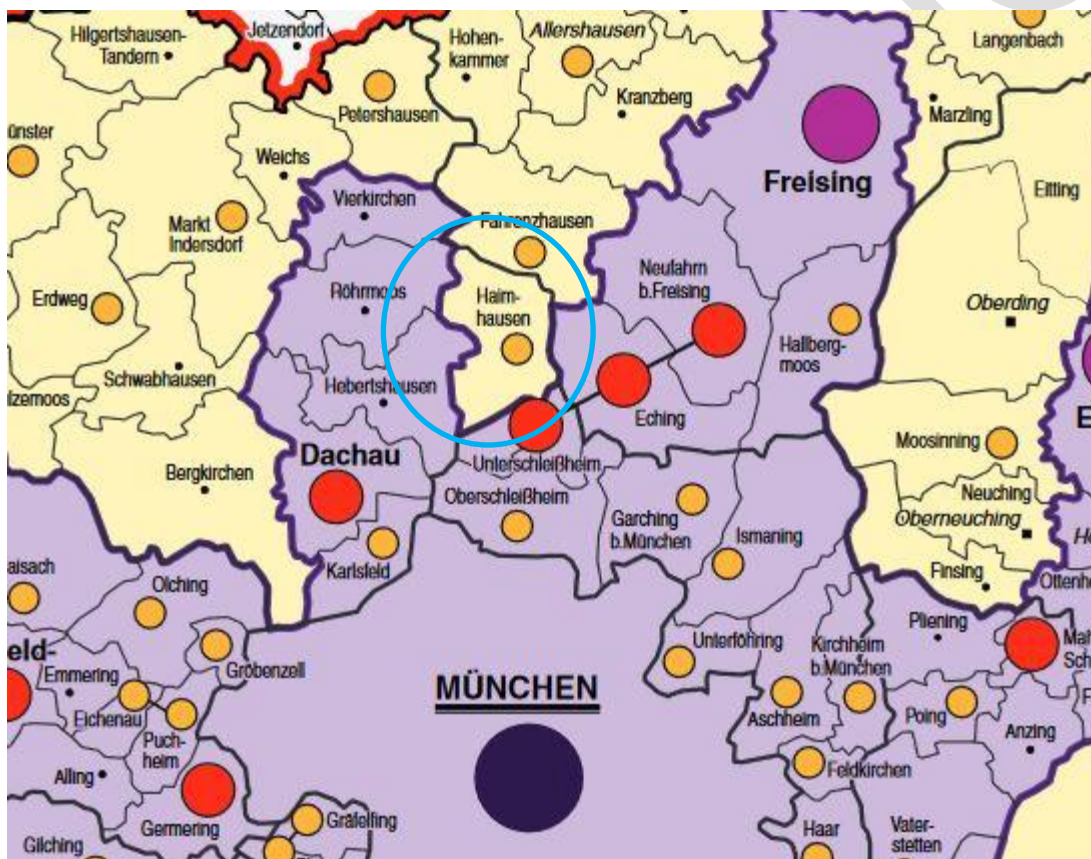 Hilgertshausen-
Tandern
Jetzendorf
Hohen-
kammer
Allershausen
Langenbach
Petershausen
Kranzberg
Marzling
ünster
Weichs
Freising
Vierkirchen
Eitting
Markt
Indersdorf
Fahrenzhausen
Neufahrn
b.Freising
Röhrmoos
Haim-
hausen
Erdweg
Oberding
Hallberg-
moos
Schwabhausen
Hebertshausen
Eching
lzemoos
E
Moosinning
Dachau
Unterschleißheim
Bergkirchen
Oberschleißheim
Neuching
Garching
b.München
Oberneuching
Ismaning
Karlsfeld
Finsing
aisach
Olching
Ottenh
Pliening
eld-
Unterföhring
Kirchheim
b.München
Gröbenzell
Emmering
MÜNCHEN
Eichenau
Aschheim
Poing
Anzing
Puch-
heim
Alling
Feldkirchen
Germering
Gräfelfing
Gilching
Haar
Vater-
stetten